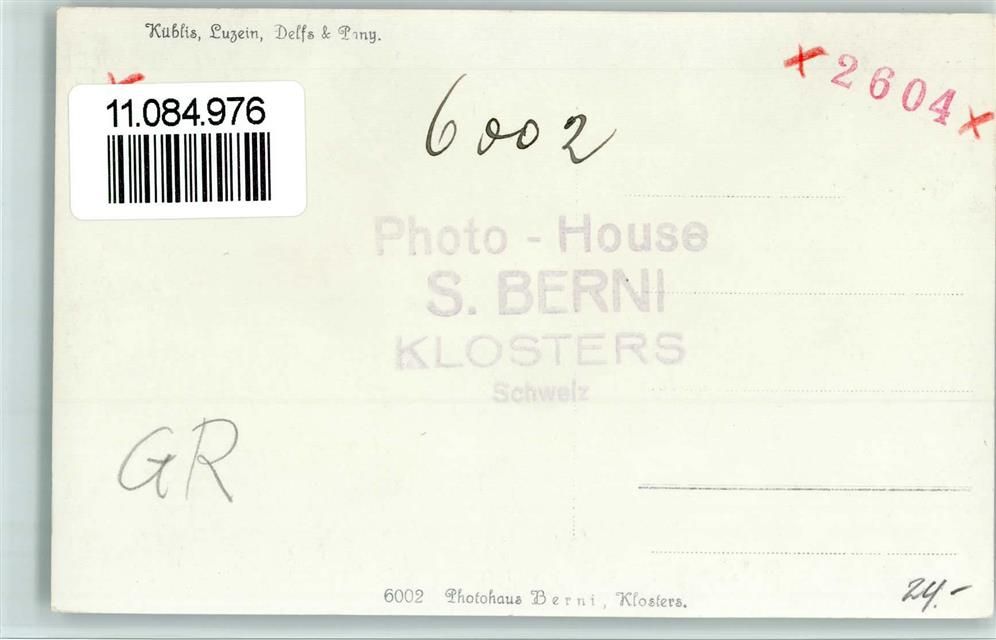 Küblis, Luzein, Delfs & Pany.
11.084.976
6002
x 2604 x
Photo - House
S. BERNI
KLOSTERS
Schweiz
GR
6002 Photohaus Berni, Klosters.
24.-